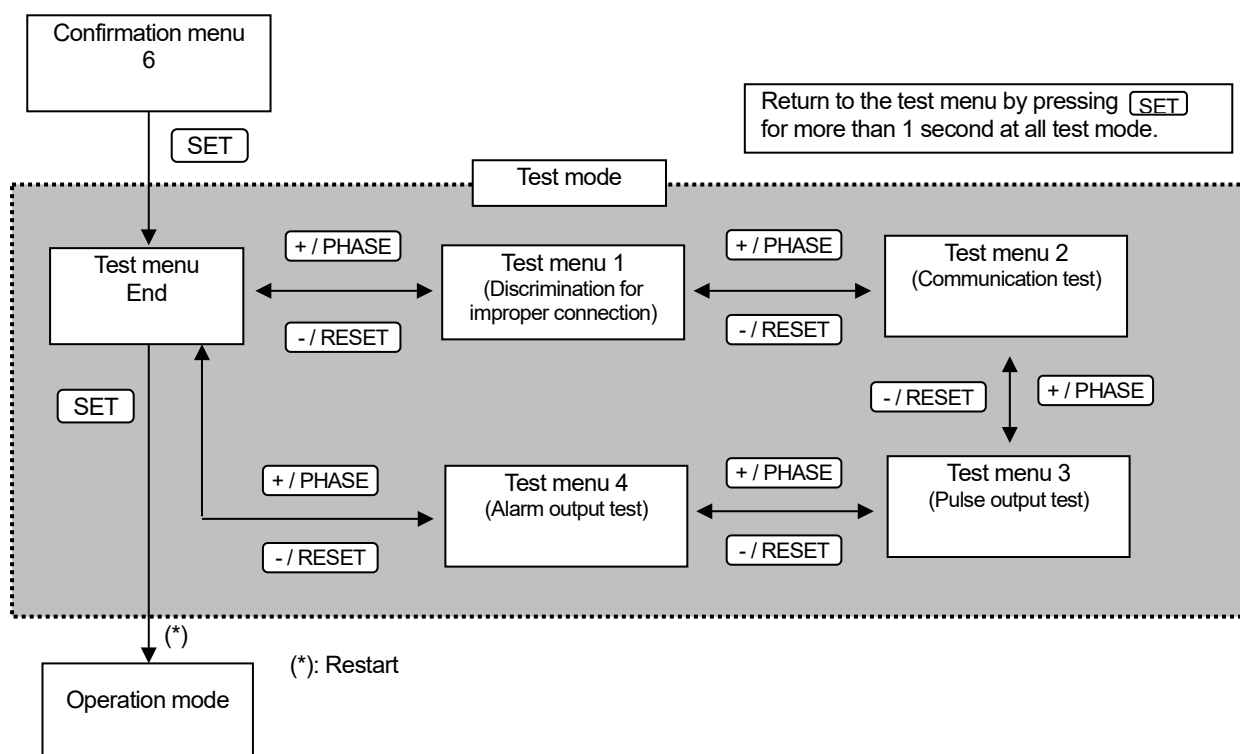 Confirmation menu
6
SET
Return to the test menu by pressing SET
for more than 1 second at all test mode.
Test mode
Test menu
End
+ / PHASE
- / RESET
Test menu 1
(Discrimination for
improper connection)
+ / PHASE
- / RESET
Test menu 2
(Communication test)
SET
- / RESET
+ / PHASE
+ / PHASE
- / RESET
Test menu 4
(Alarm output test)
+ / PHASE
- / RESET
Test menu 3
(Pulse output test)
(*)
(*): Restart
Operation mode